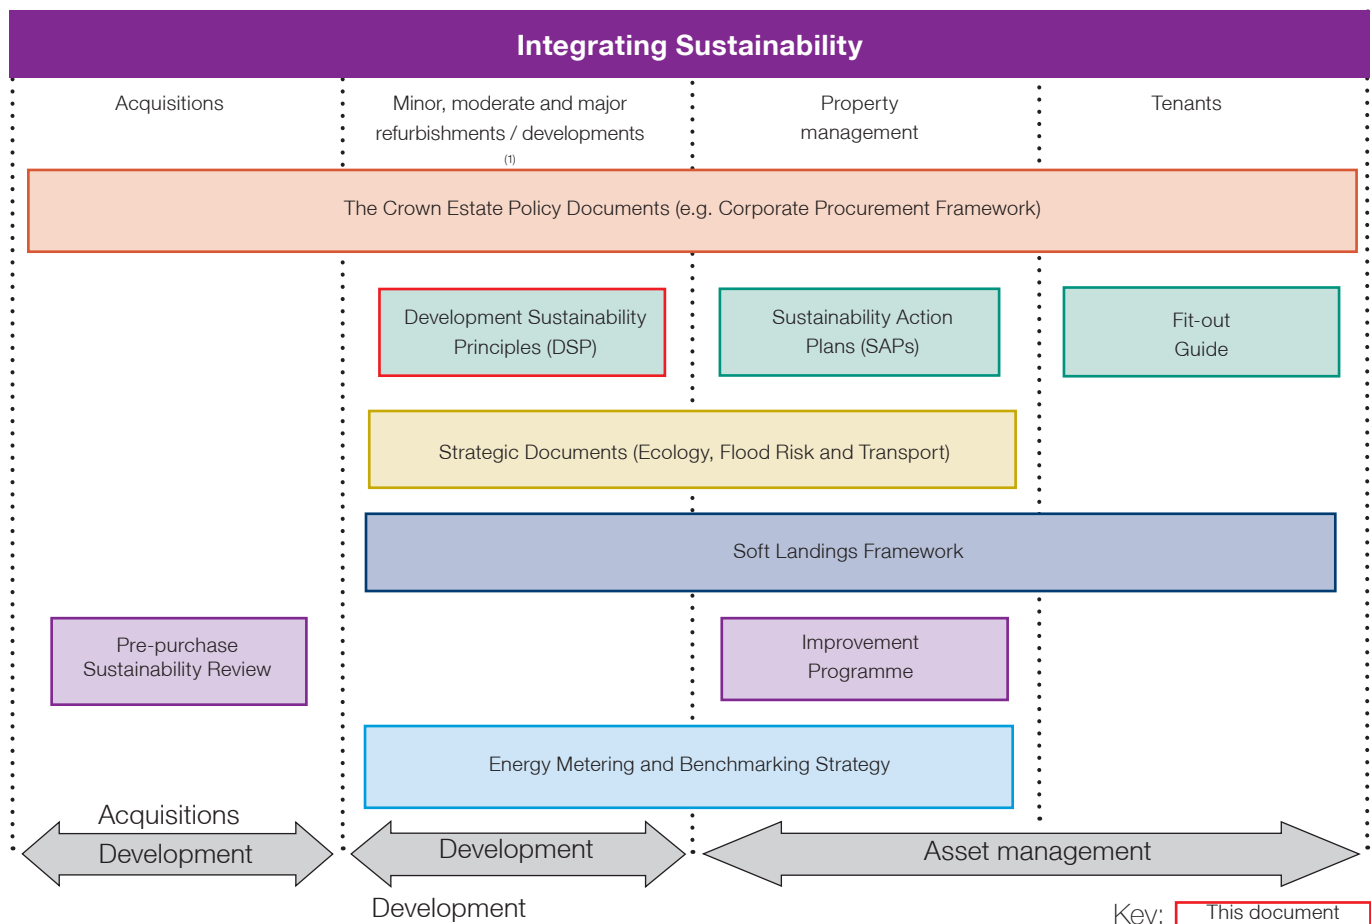 Integrating Sustainability
Acquisitions
Minor, moderate and major
refurbishments / developments
(1)
Property
management
Tenants
The Crown Estate Policy Documents (e.g. Corporate Procurement Framework)
Development Sustainability
Principles (DSP)
Sustainability Action
Plans (SAPs)
Fit-out
Guide
Strategic Documents (Ecology, Flood Risk and Transport)
Soft Landings Framework
Pre-purchase
Sustainability Review
Improvement
Programme
Energy Metering and Benchmarking Strategy
Acquisitions
Development
Development
Asset management
Development
Key: This document